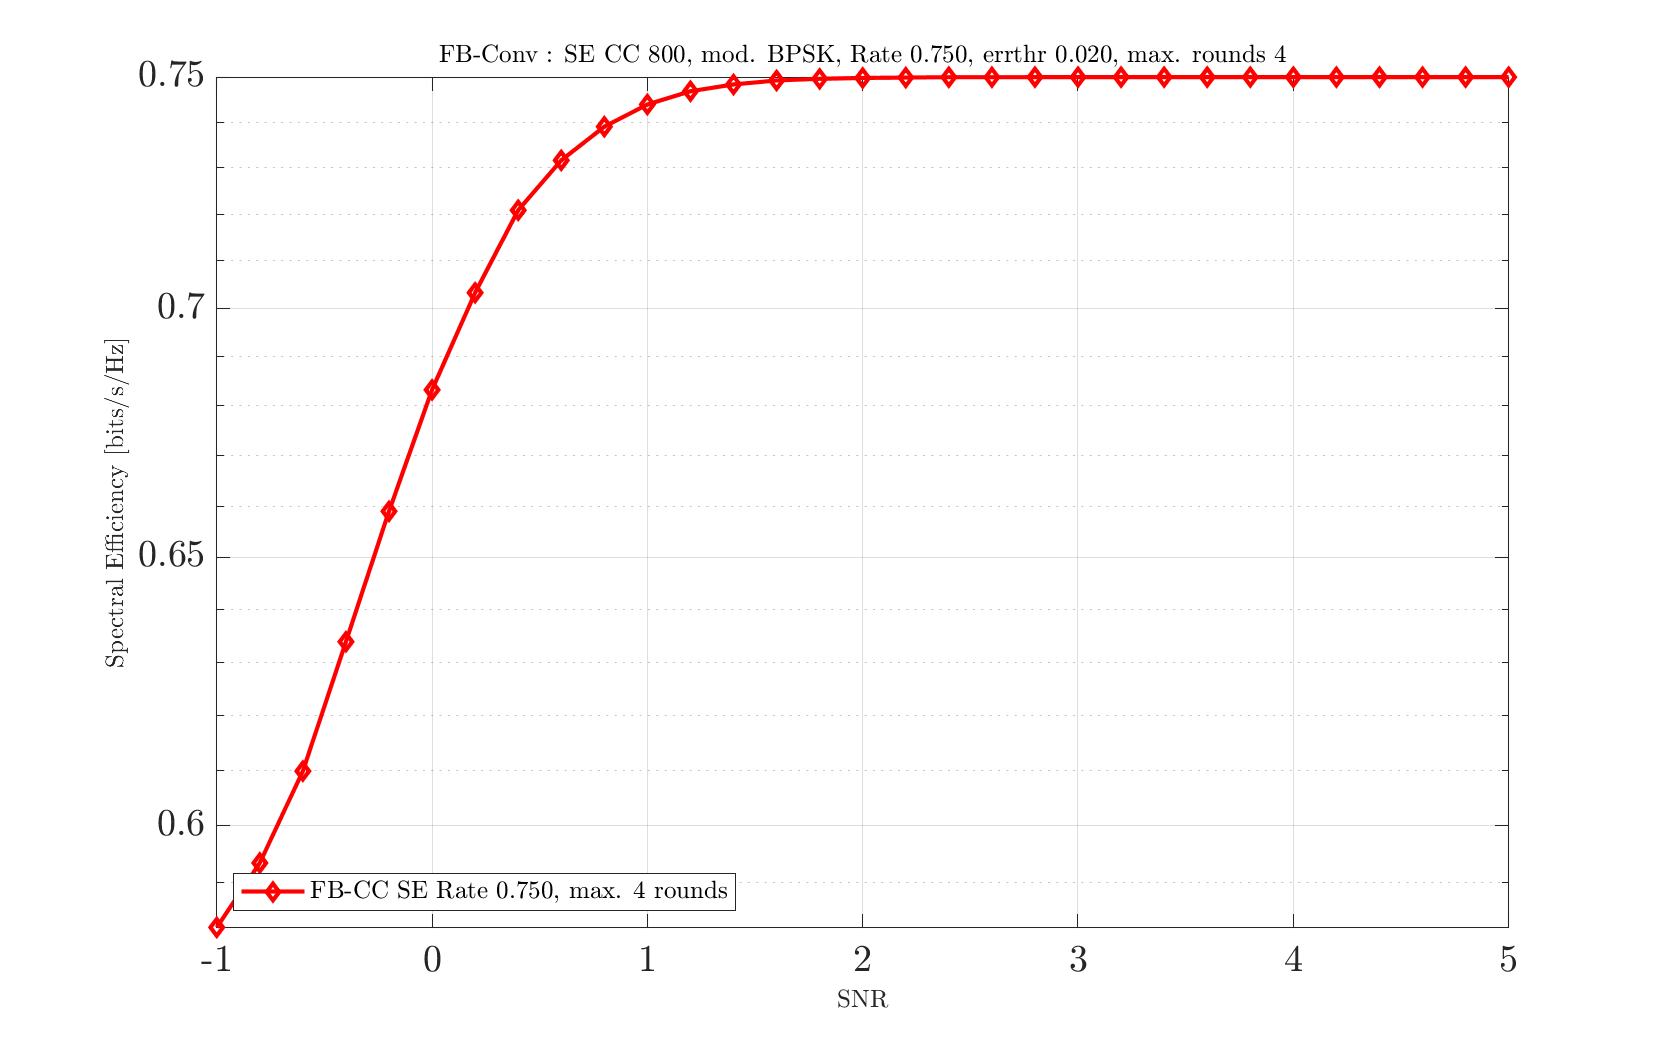 FB-Conv : SE CC 800, mod. BPSK, Rate 0.750, errthr 0.020, max. rounds 4
0.75
0.7
0.65
0.6
Spectral Efficiency [bits/s/Hz]
FB-CC SE Rate 0.750, max. 4 rounds
-1 0 1 2 3 4 5
SNR